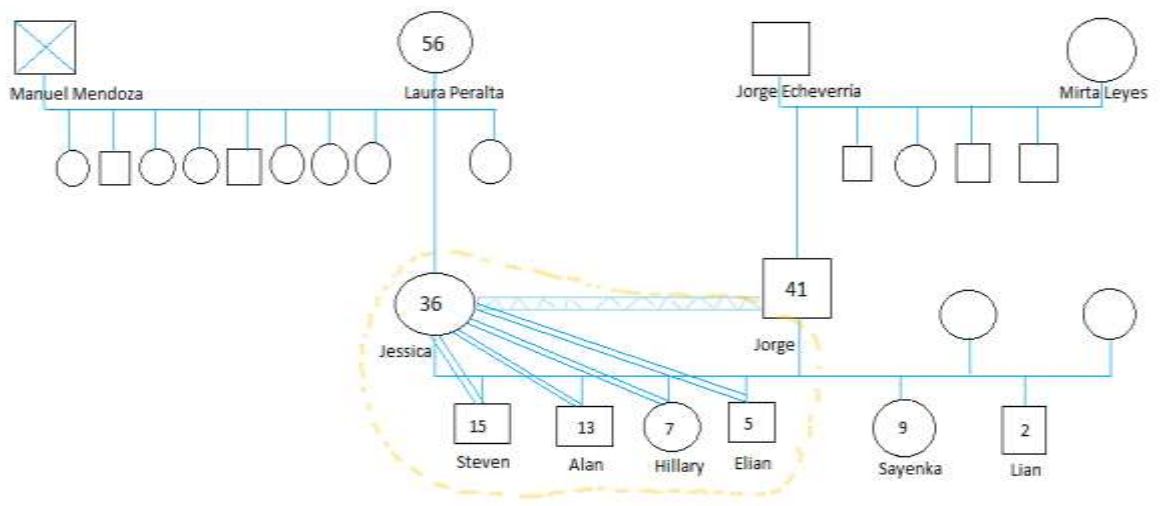 56
Manuel Mendoza
Laura Peralta
Jorge Echeverría
Mirta Leyes
36
41
Jessica
Jorge
15
13
7
5
9
2
Steven
Alan
Hillary
Elian
Sayenka
Lian